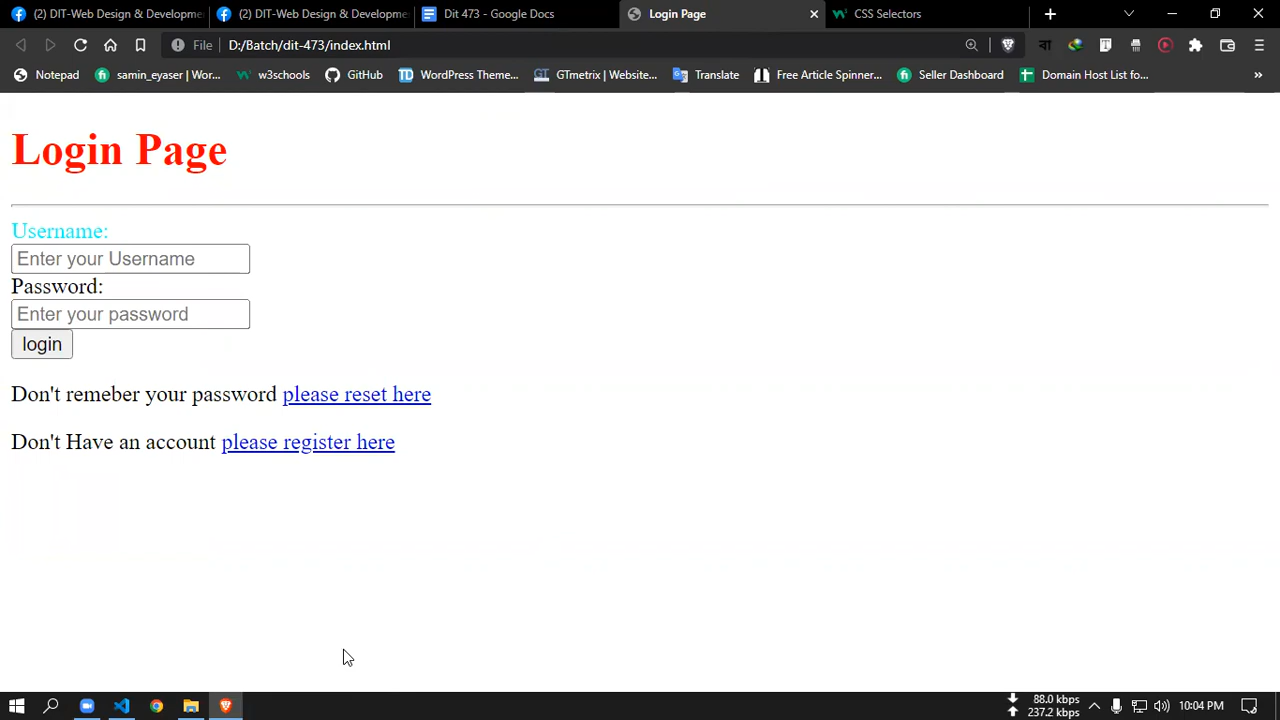 (2) DIT-Web Design & Developme
(2) DIT-Web Design & Developme
Dit 473 - Google Docs
Login Page
CSS Selectors
File D:/Batch/dit-473/index.html
Notepad
samin_eyaser | Wor...
w3schools
GitHub
WordPress Theme...
GTmetrix | Website...
Translate
Free Article Spinner...
Seller Dashboard
Domain Host List fo...
Login Page
Username:
Enter your Username
Password:
Enter your password
login
Don't remeber your password please reset here
Don't Have an account please register here
88.0 kbps
237.2 kbps
10:04 PM